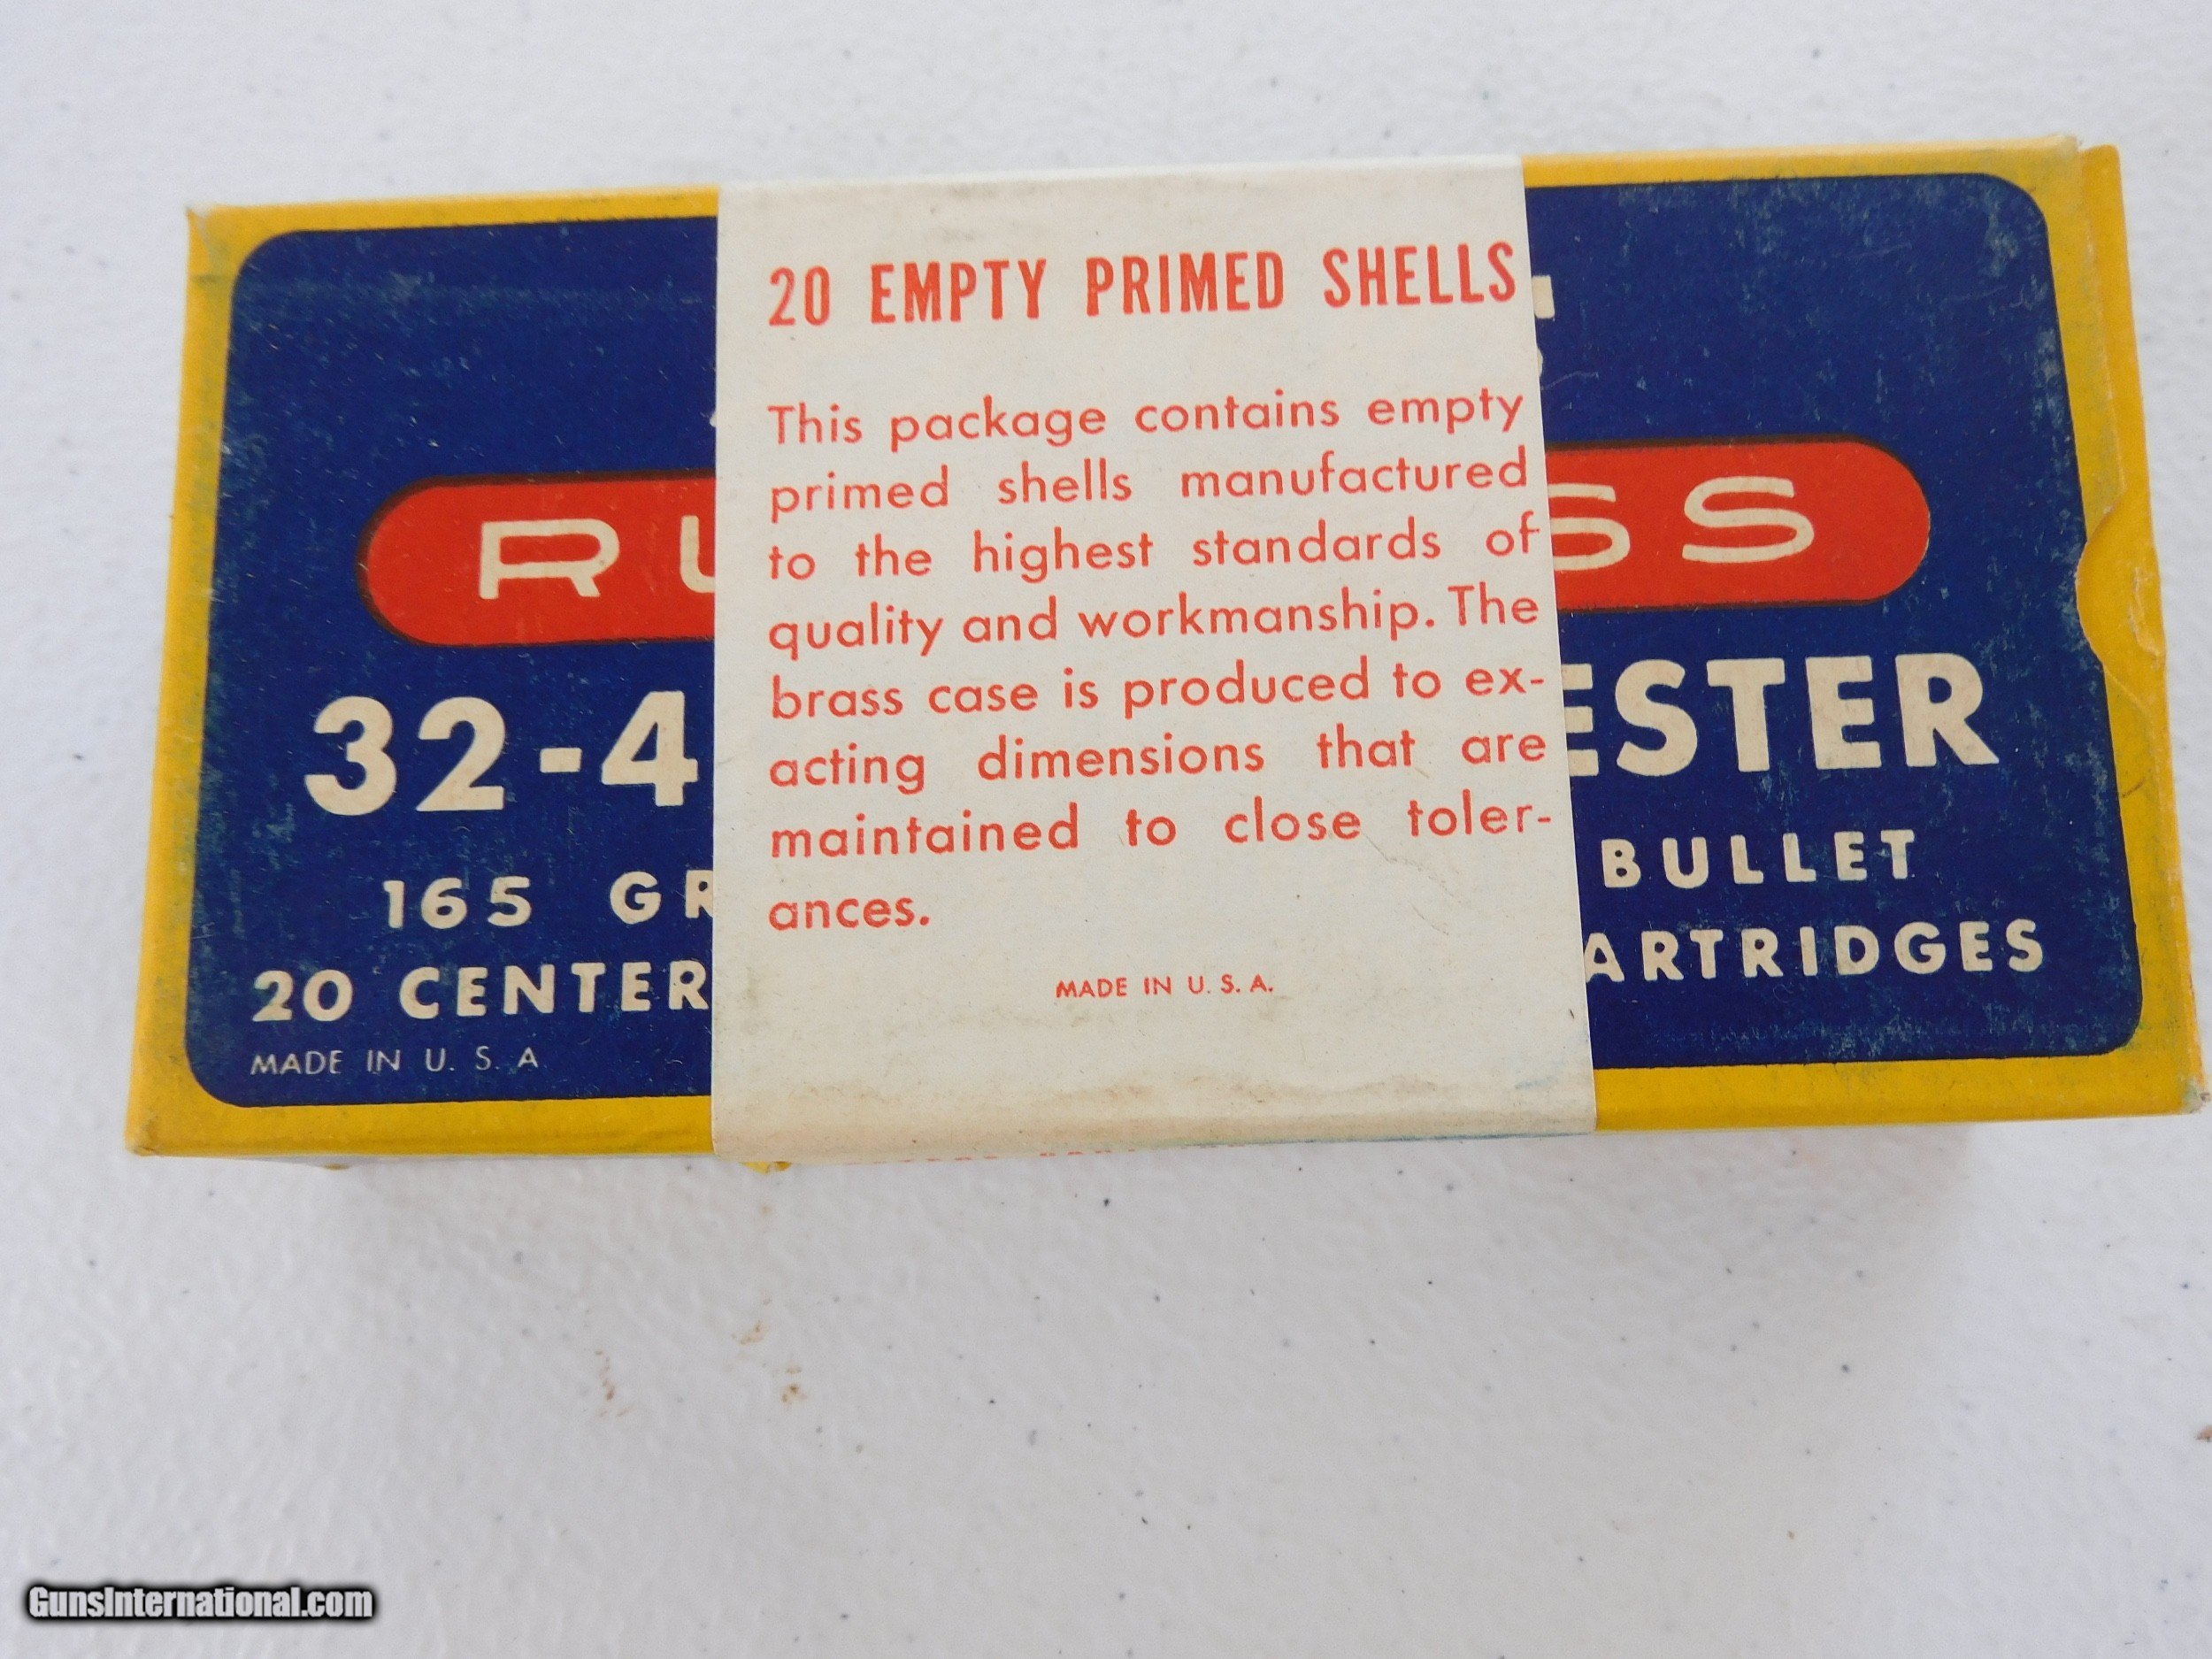 20 EMPTY PRIMED SHELLS
This package contains empty
primed shells manufactured
to the highest standards of
quality and workmanship. The
brass case is produced to ex-
acting dimensions that are
maintained to close toler-
ances.
MADE IN U. S. A.
RU SS
32-4 ESTER
165 GR BULLET
20 CENTER ARTRIDGES
MADE IN U. S. A
GunsInternational.com